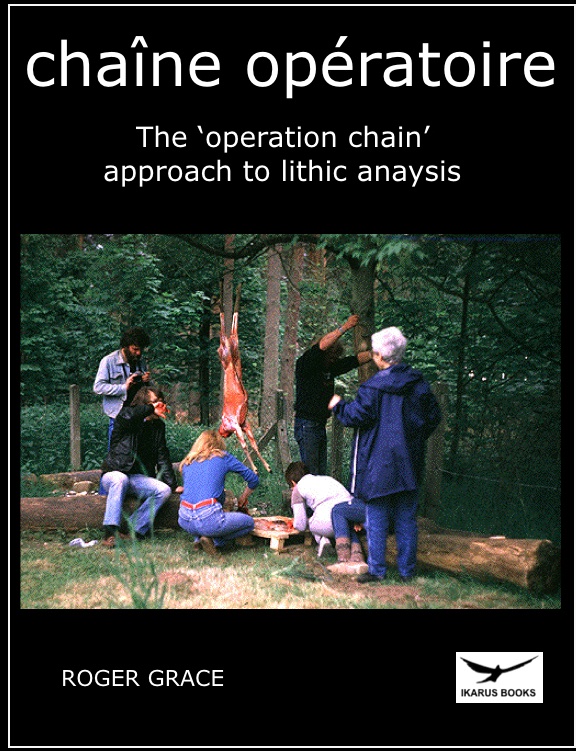 chaîne opératoire
The ‘operation chain’
approach to lithic anaysis
ROGER GRACE
IKARUS BOOKS